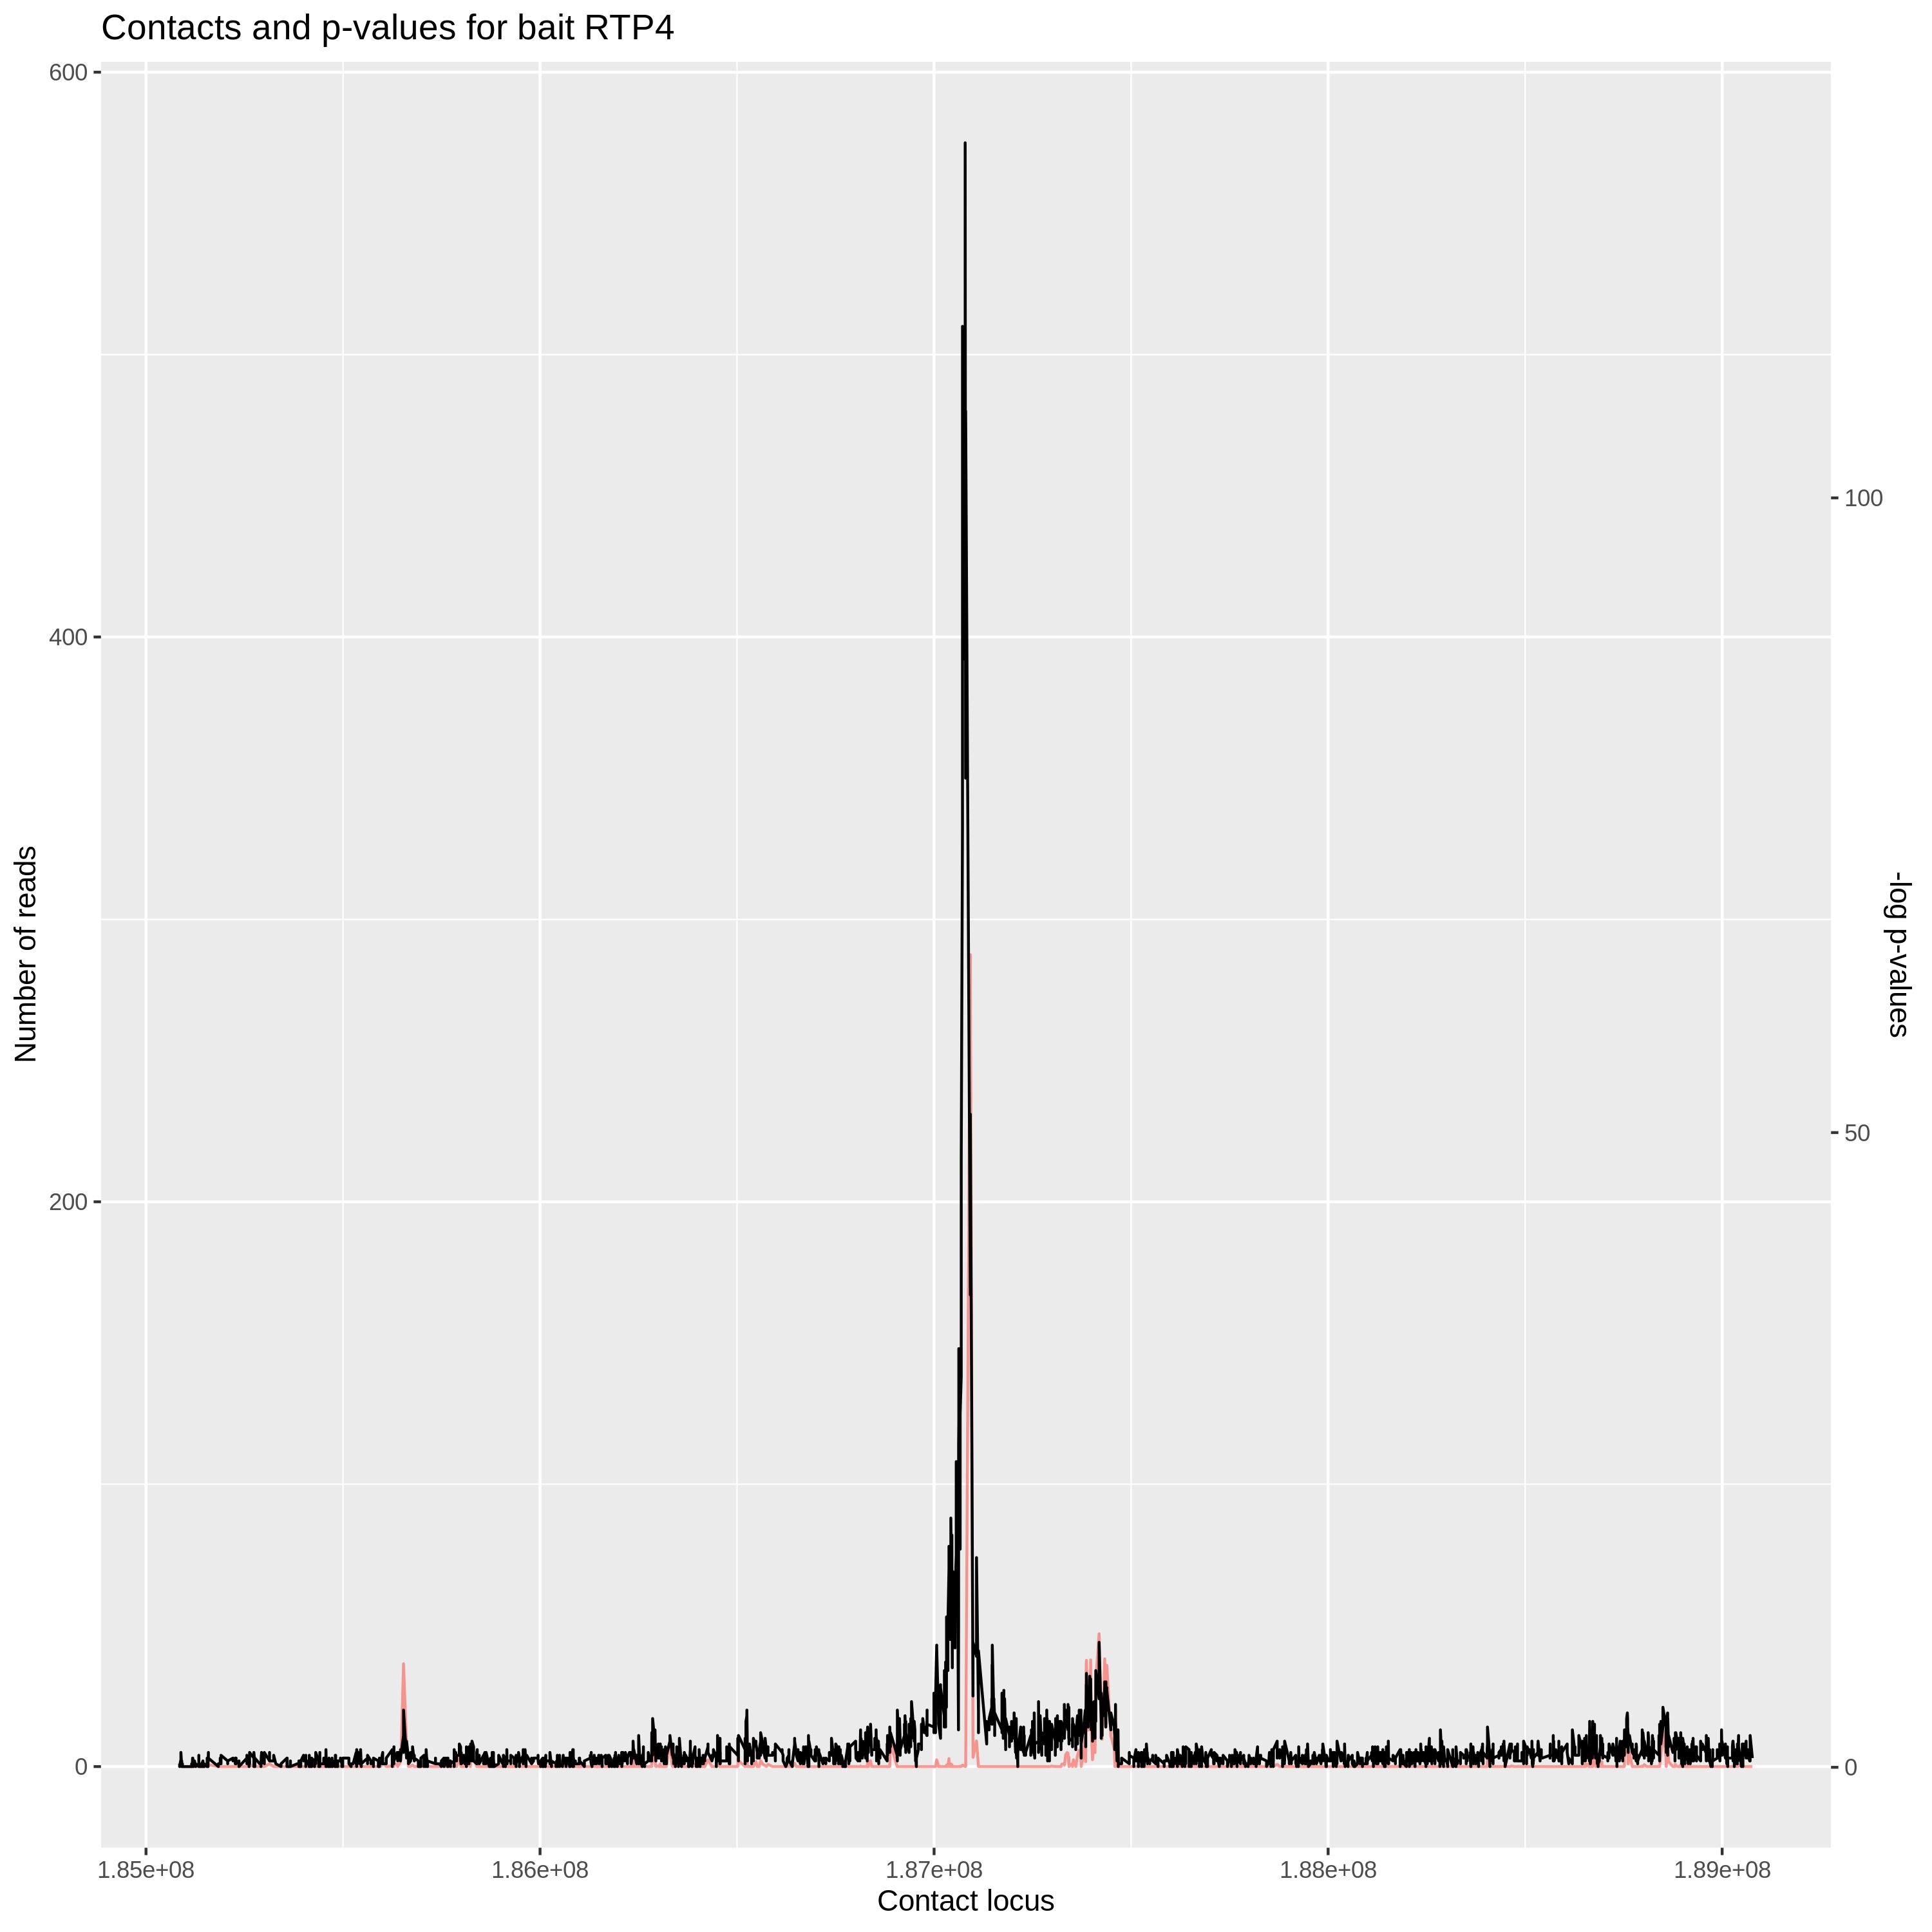 Contacts and p-values for bait RTP4
600
400
200
0
Number of reads
100
50
0
-log p-values
1.85e+08 1.86e+08 1.87e+08 1.88e+08 1.89e+08
Contact locus